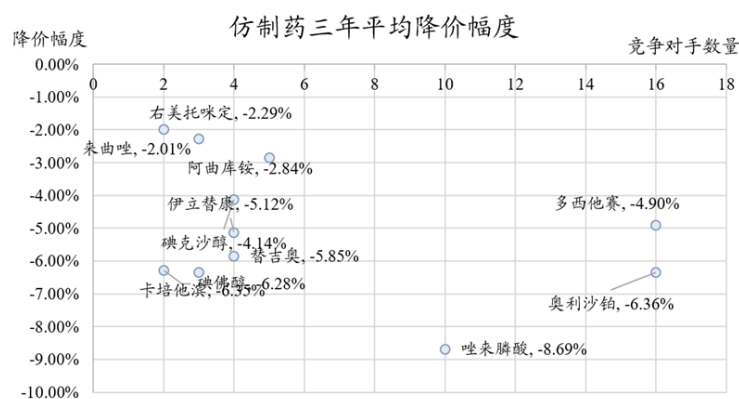 仿制药三年平均降价幅度
降价幅度
竞争对手数量
0.00%
0 2 4 6 8 10 12 14 16 18
-1.00%
右美托咪定, -2.29%
-2.00%
来曲唑, -2.01%
阿曲库铵, -2.84%
-3.00%
-4.00%
伊立替康, -5.12%
多西他赛, -4.90%
-5.00%
碘克沙醇, -4.14%
替吉奥, -5.85%
-6.00%
碘佛醇, -6.28%
卡培他滨, -6.35%
奥利沙铂, -6.36%
-7.00%
-8.00%
唑来膦酸, -8.69%
-9.00%
-10.00%